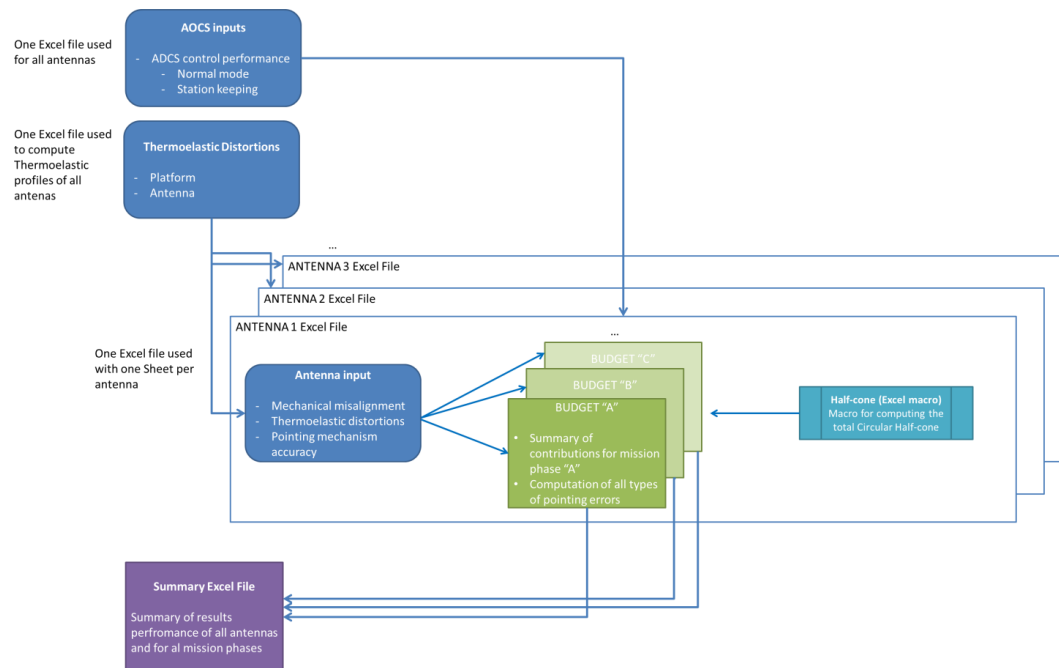 One Excel file used
for all antennas
AOCS inputs
- ADCS control performance
- Normal mode
- Station keeping
One Excel file used
to compute
Thermoelastic
profiles of all
antenas
Thermoelastic Distortions
- Platform
- Antenna
...
ANTENNA 3 Excel File
ANTENNA 2 Excel File
ANTENNA 1 Excel File
One Excel file used
with one Sheet per
antenna
Antenna input
- Mechanical misalignment
- Thermoelastic distortions
- Pointing mechanism
accuracy
...
BUDGET "C"
BUDGET "B"
BUDGET "A"
• Summary of
contributions for mission
phase "A"
• Computation of all types
of pointing errors
Half-cone (Excel macro)
Macro for computing the
total Circular Half-cone
Summary Excel File
Summary of results
perfromance of all antennas
and for al mission phases